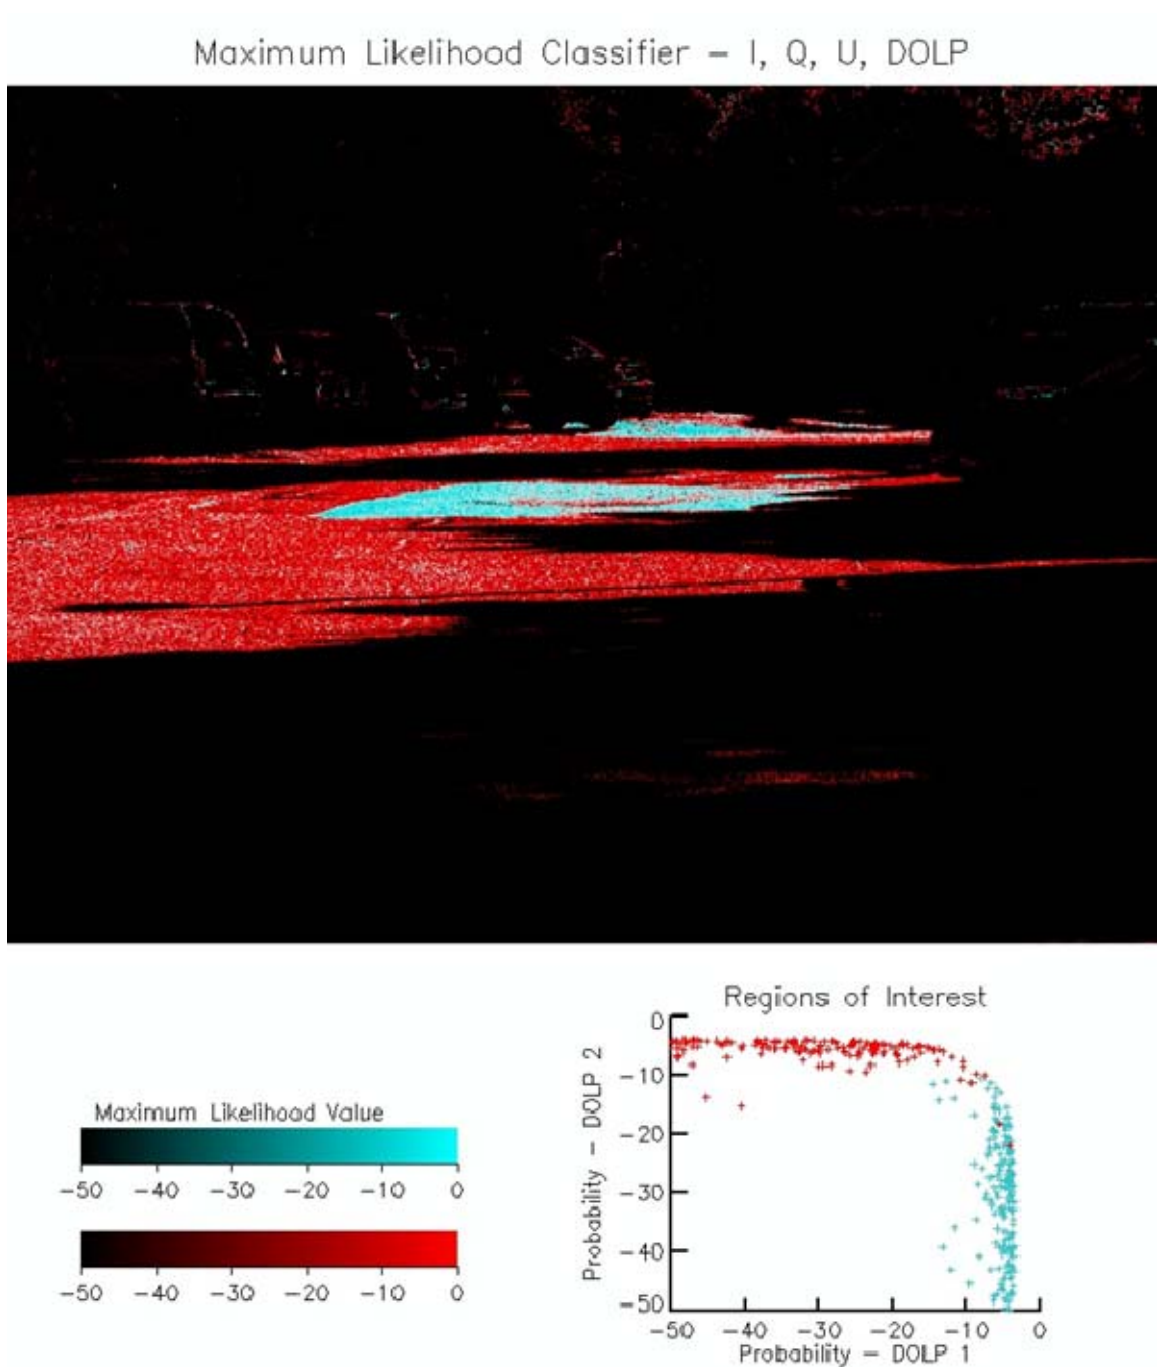 Maximum Likelihood Classifier - I, Q, U, DOLP
Maximum Likelihood Value
-50 -40 -30 -20 -10 0
-50 -40 -30 -20 -10 0
Regions of Interest
Probability - DOLP 2
0
-10
-20
-30
-40
-50
-50 -40 -30 -20 -10 0
Probability - DOLP 1